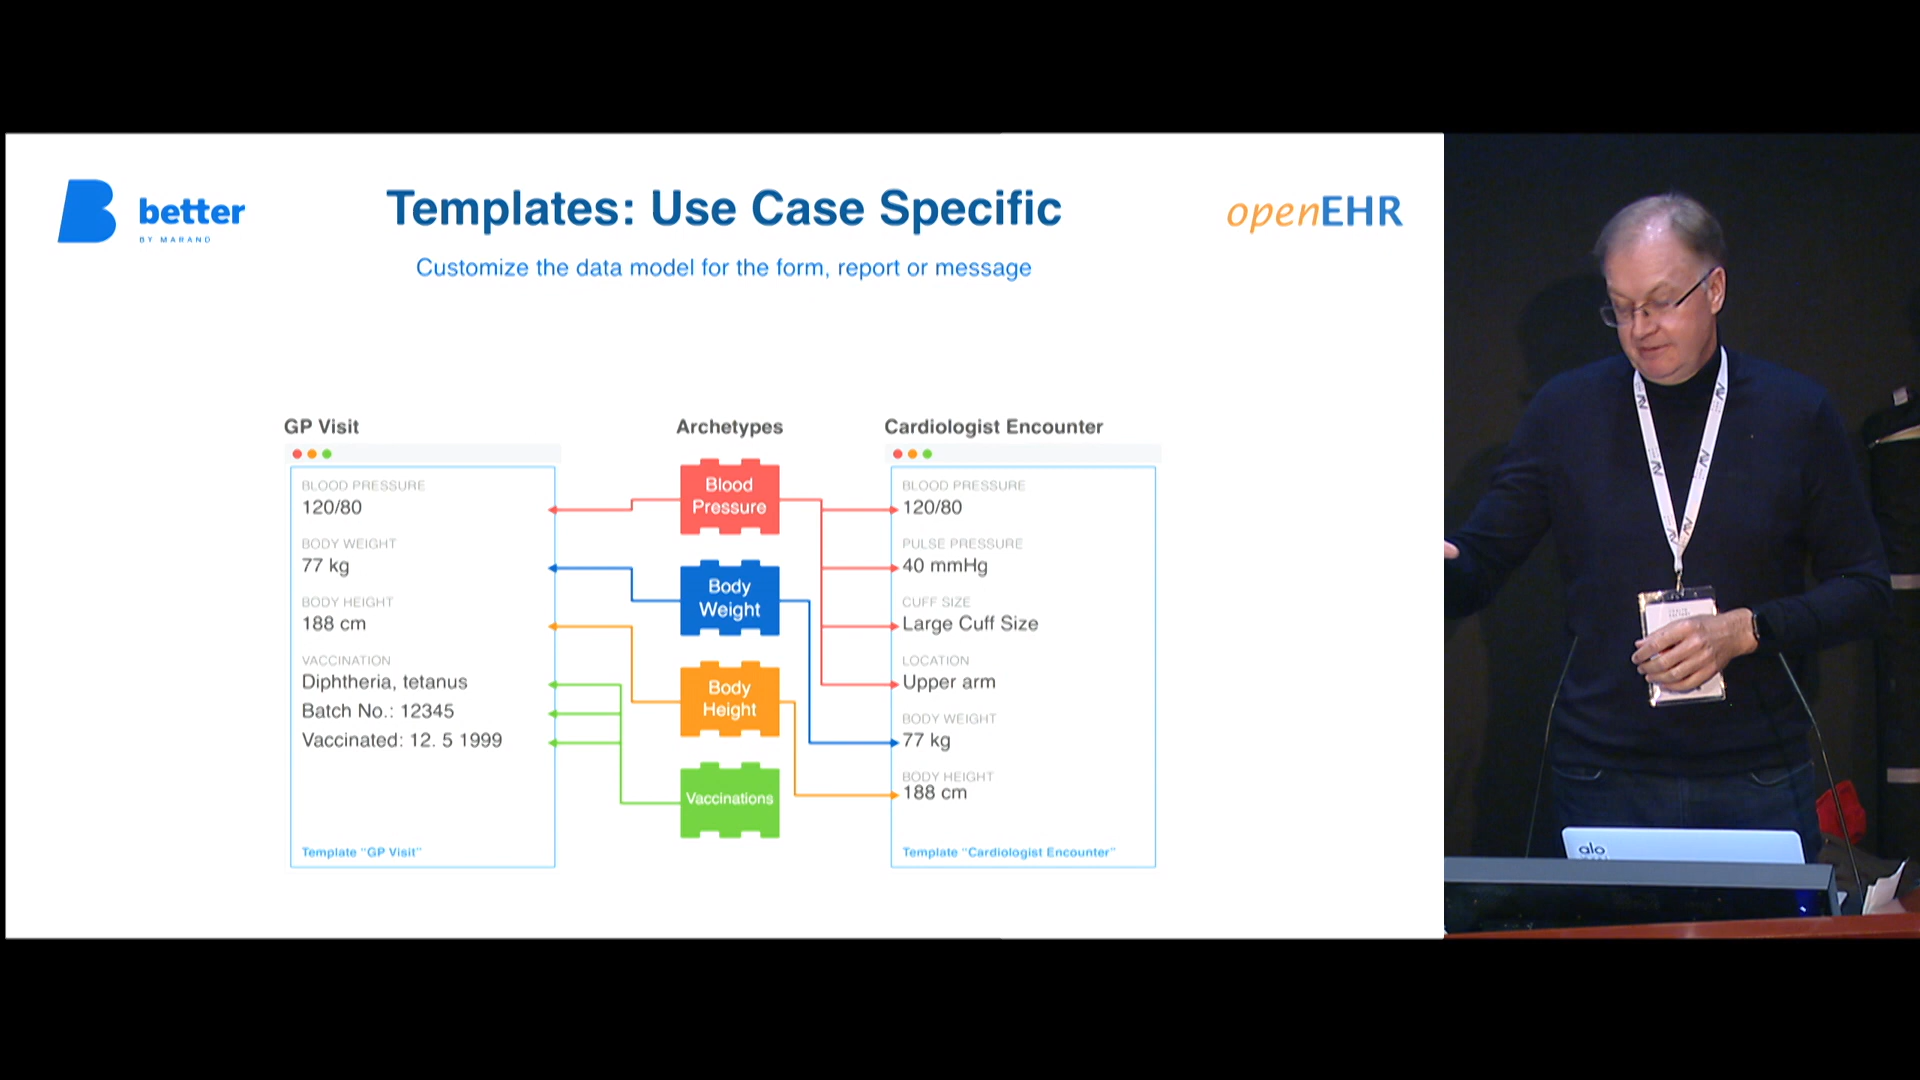 better
BY MARAND
Templates: Use Case Specific
openEHR
Customize the data model for the form, report or message
GP Visit
BLOOD PRESSURE
120/80
BODY WEIGHT
77 kg
BODY HEIGHT
188 cm
VACCINATION
Diphtheria, tetanus
Batch No.: 12345
Vaccinated: 12. 5 1999
Template "GP Visit"
Archetypes
Blood
Pressure
Body
Weight
Body
Height
Vaccinations
Cardiologist Encounter
BLOOD PRESSURE
120/80
PULSE PRESSURE
40 mmHg
CUFF SIZE
Large Cuff Size
LOCATION
Upper arm
BODY WEIGHT
77 kg
BODY HEIGHT
188 cm
Template "Cardiologist Encounter"
alo